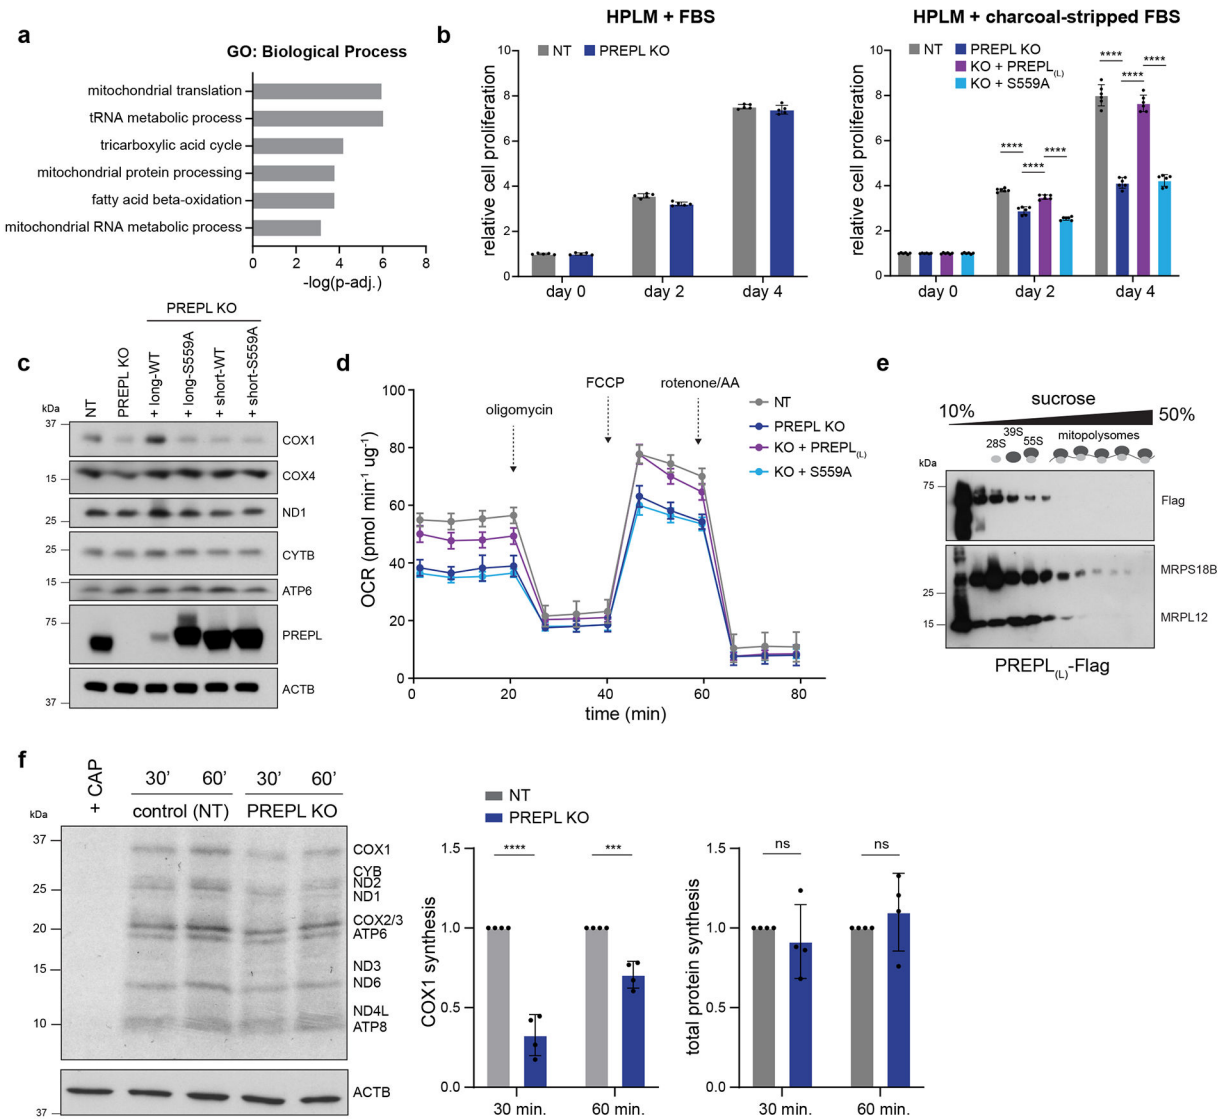 a
GO: Biological Process
mitochondrial translation
tRNA metabolic process
tricarboxylic acid cycle
mitochondrial protein processing
fatty acid beta-oxidation
mitochondrial RNA metabolic process
0 2 4 6 8
-log(p-adj.)
b
HPLM + FBS
NT PREPL KO
relative cell proliferation
10
8
6
4
2
0
day 0 day 2 day 4
HPLM + charcoal-stripped FBS
NT PREPL KO
KO + PREPL(L)
KO + S559A
relative cell proliferation
10
8
6
4
2
0
**** **** ****
**** **** ****
day 0 day 2 day 4
c
PREPL KO
NT
PREPL KO
+ long-WT
+ long-S559A
+ short-WT
+ short-S559A
kDa
37
COX1
15
COX4
25
ND1
25
CYTB
15
ATP6
75
PREPL
37
ACTB
d
OCR (pmol min-1 ug-1)
100
80
60
40
20
0
0 20 40 60 80
time (min)
oligomycin
FCCP
rotenone/AA
NT
PREPL KO
KO + PREPL(L)
KO + S559A
e
sucrose
10% 50%
28S 39S 55S mitopolysomes
kDa
75
Flag
25
15
MRPS18B
MRPL12
PREPL(L)-Flag
f
+ CAP
30’ 60’ 30’ 60’
control (NT) PREPL KO
kDa
37
25
20
15
10
37
COX1
CYB
ND2
ND1
COX2/3
ATP6
ND3
ND6
ND4L
ATP8
ACTB
NT
PREPL KO
COX1 synthesis
1.5
1.0
0.5
0.0
**** ***
30 min. 60 min.
total protein synthesis
1.5
1.0
0.5
0.0
ns ns
30 min. 60 min.